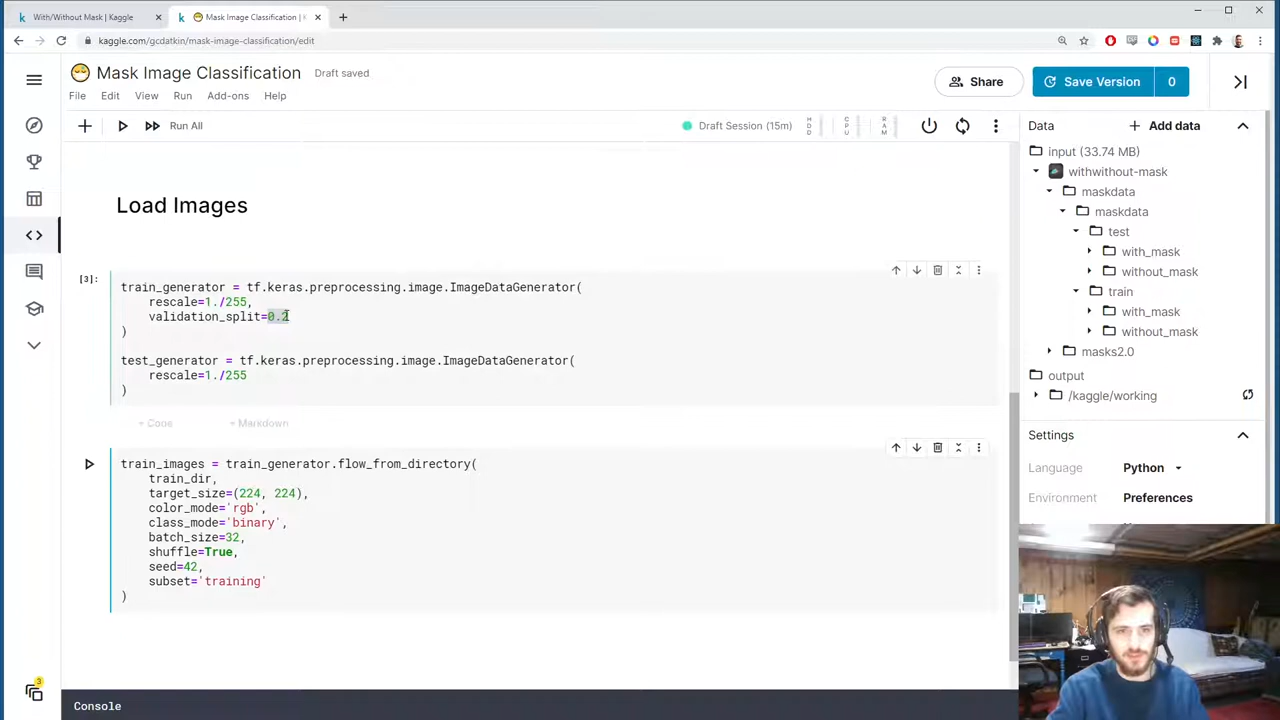 With/Without Mask | Kaggle
Mask Image Classification | K
kaggle.com/gcdatkin/mask-image-classification/edit
Mask Image Classification
Draft saved
Share
Save Version
0
File
Edit
View
Run
Add-ons
Help
Run All
Draft Session (15m)
HDD
CPU
RAM
Data
Add data
input (33.74 MB)
withwithout-mask
maskdata
maskdata
test
with_mask
without_mask
train
with_mask
without_mask
masks2.0
output
/kaggle/working
Settings
Language
Python
Environment
Preferences
Load Images
[3]:
train_generator = tf.keras.preprocessing.image.ImageDataGenerator(
rescale=1./255,
validation_split=0.2
)
test_generator = tf.keras.preprocessing.image.ImageDataGenerator(
rescale=1./255
)
+ Code
+ Markdown
train_images = train_generator.flow_from_directory(
train_dir,
target_size=(224, 224),
color_mode='rgb',
class_mode='binary',
batch_size=32,
shuffle=True,
seed=42,
subset='training'
)
3
Console